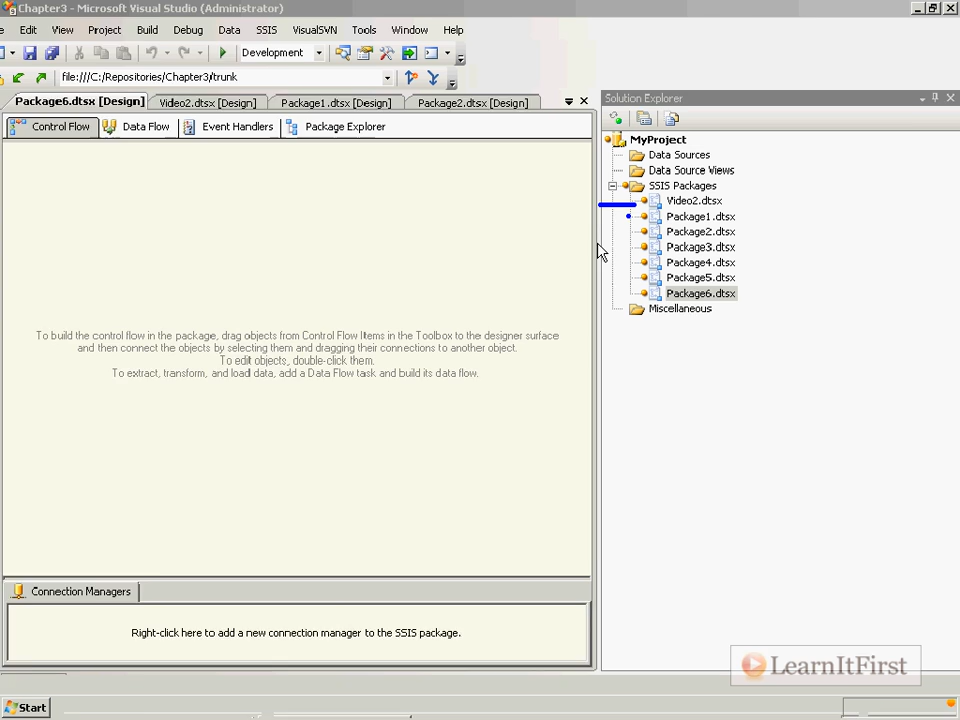 Chapter3 - Microsoft Visual Studio (Administrator)
Edit View Project Build Debug Data SSIS VisualSVN Tools Window Help
Development
file:///C:/Repositories/Chapter3/trunk
Package6.dtsx [Design] Video2.dtsx [Design] Package1.dtsx [Design] Package2.dtsx [Design]
Solution Explorer
Control Flow Data Flow Event Handlers Package Explorer
MyProject
Data Sources
Data Source Views
SSIS Packages
Video2.dtsx
Package1.dtsx
Package2.dtsx
Package3.dtsx
Package4.dtsx
Package5.dtsx
Package6.dtsx
Miscellaneous
To build the control flow in the package, drag objects from Control Flow Items in the Toolbox to the designer surface
and then connect the objects by selecting them and dragging their connections to another object.
To edit objects, double-click them.
To extract, transform, and load data, add a Data Flow task and build its data flow.
Connection Managers
Right-click here to add a new connection manager to the SSIS package.
LearnItFirst
Start